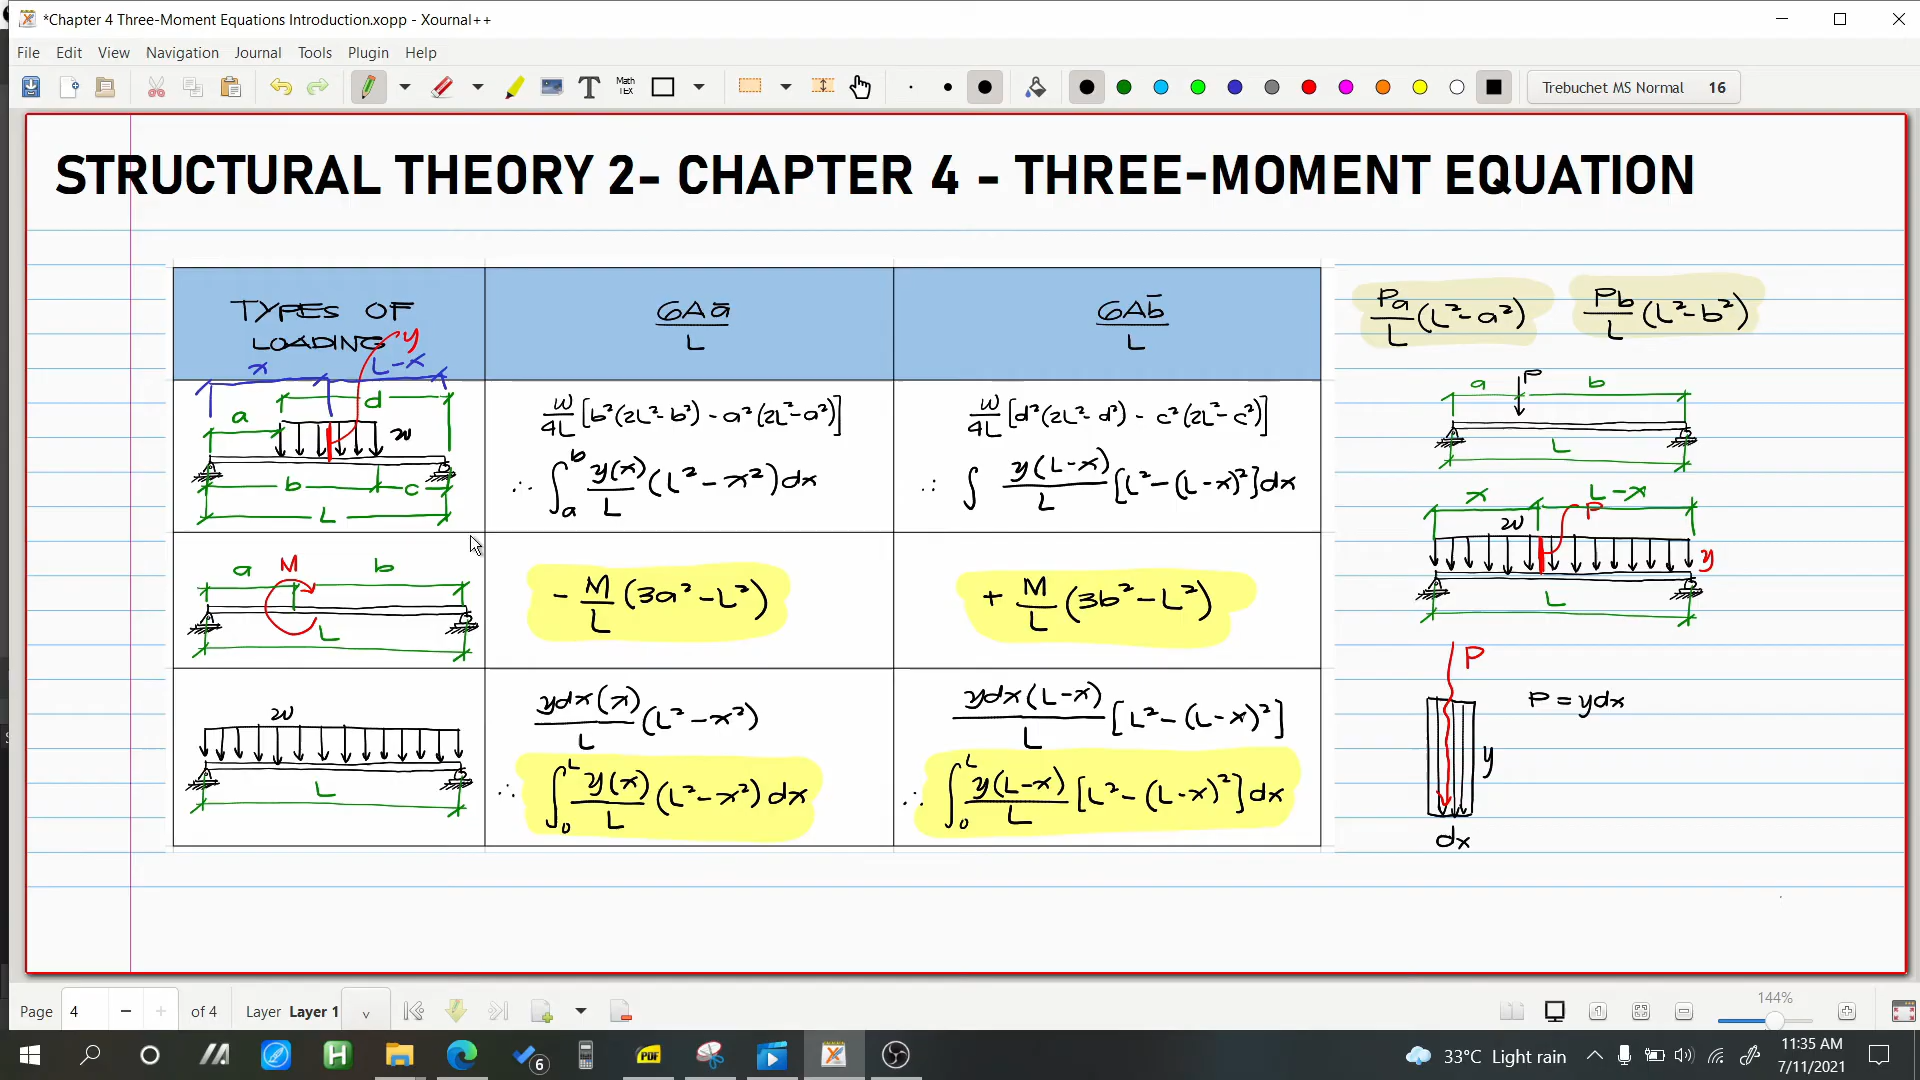 *Chapter 4 Three-Moment Equations Introduction.xopp - Xournal++
File Edit View Navigation Journal Tools Plugin Help
Math TEX
Trebuchet MS Normal 16
STRUCTURAL THEORY 2- CHAPTER 4 - THREE-MOMENT EQUATION
TYPES OF LOADING
6Aā/L
6Ab̄/L
x L-x y
a d
w
b c
L
w/4L [b²(2L²-b²) - a²(2L²-a²)]
∴ ∫ₐᵇ y(x)/L (L²-x²)dx
w/4L [d²(2L²-d²) - c²(2L²-c²)]
∴ ∫ y(L-x)/L [L²-(L-x)²]dx
a M b
L
- M/L (3a²-L²)
+ M/L (3b²-L²)
w
L
ydx(x)/L (L²-x²)
∴ ∫₀ᴸ y(x)/L (L²-x²) dx
ydx(L-x)/L [L²-(L-x)²]
∴ ∫₀ᴸ y(L-x)/L [L²-(L-x)²] dx
Pa/L (L²-a²) Pb/L (L²-b²)
a P b
L
x L-x
w P
y
L
P
P = ydx
y
dx
Page 4 of 4 Layer Layer 1
144%
6
PDF
33°C Light rain
11:35 AM
7/11/2021